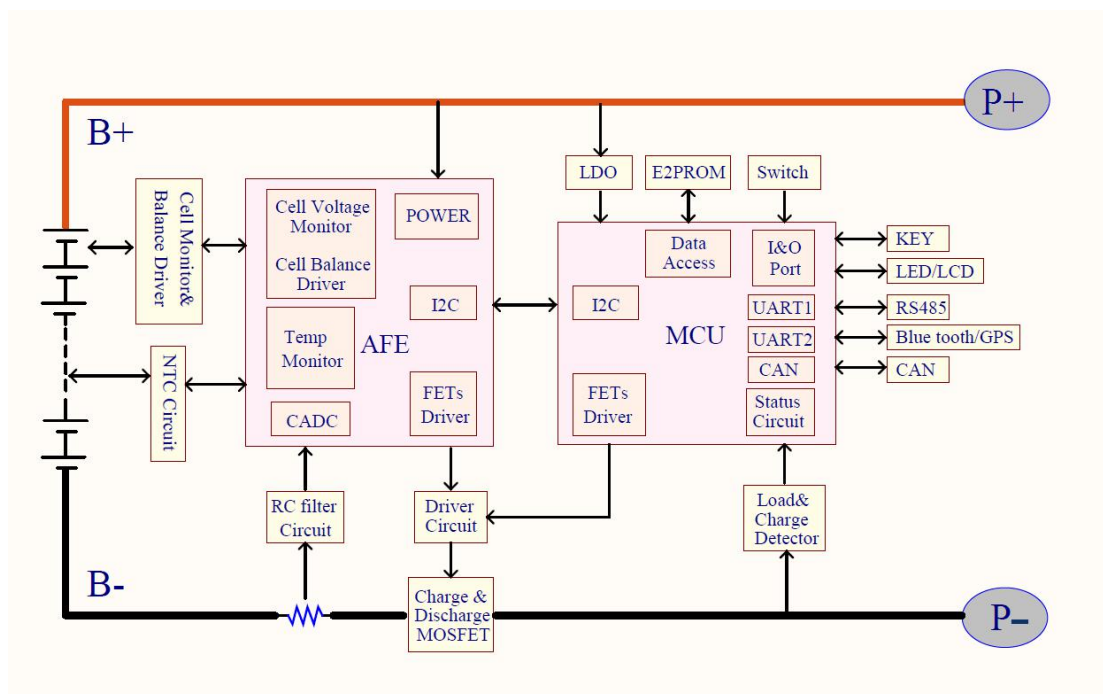 P+
B+
LDO
E2PROM
Switch
Cell Monitor&
Balance Driver
Cell Voltage
Monitor
Cell Balance
Driver
POWER
I2C
Temp
Monitor
AFE
FETs
Driver
CADC
NTC Circuit
Data
Access
I&O
Port
I2C
MCU
UART1
UART2
CAN
FETs
Driver
Status
Circuit
KEY
LED/LCD
RS485
Blue tooth/GPS
CAN
RC filter
Circuit
Driver
Circuit
Load&
Charge
Detector
B-
Charge &
Discharge
MOSFET
P-